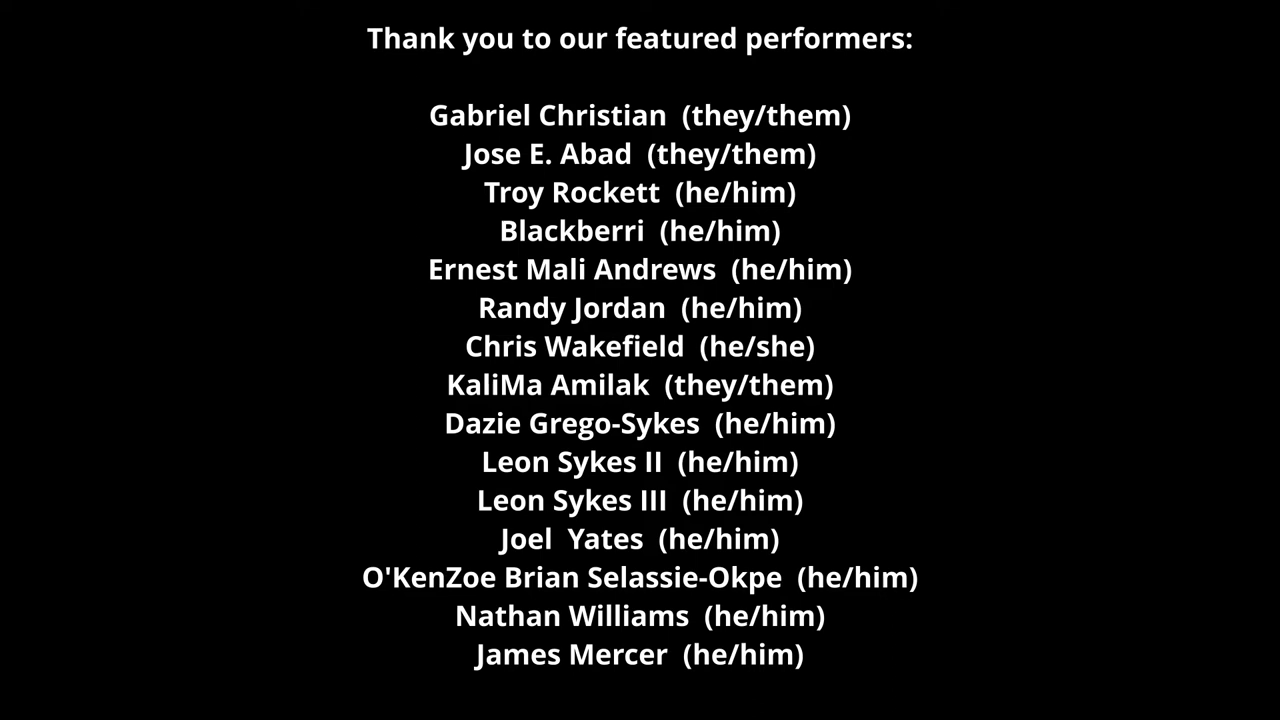 Thank you to our featured performers:
Gabriel Christian (they/them)
Jose E. Abad (they/them)
Troy Rockett (he/him)
Blackberri (he/him)
Ernest Mali Andrews (he/him)
Randy Jordan (he/him)
Chris Wakefield (he/she)
KaliMa Amilak (they/them)
Dazie Grego-Sykes (he/him)
Leon Sykes II (he/him)
Leon Sykes III (he/him)
Joel Yates (he/him)
O'KenZoe Brian Selassie-Okpe (he/him)
Nathan Williams (he/him)
James Mercer (he/him)